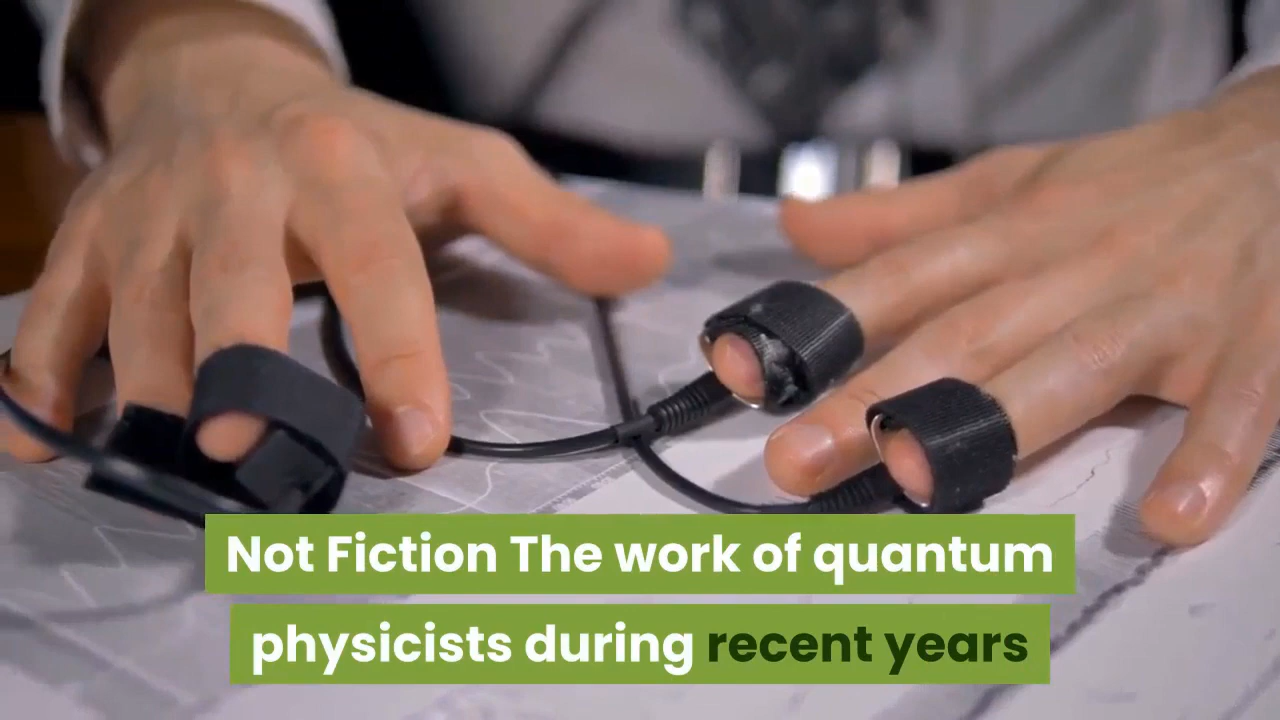 Not Fiction The work of quantum
physicists during recent years